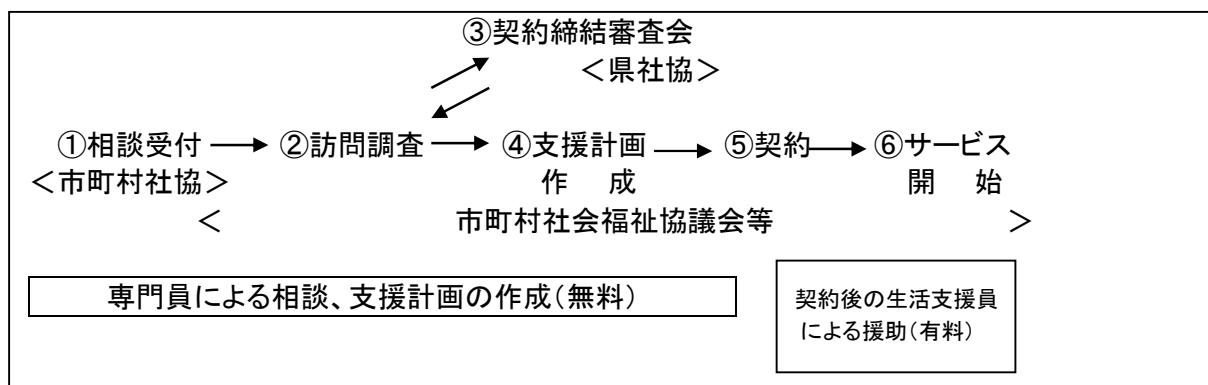 ③契約締結審査会
＜県社協＞
①相談受付 → ②訪問調査 → ④支援計画 → ⑤契約 → ⑥サービス
＜市町村社協＞ 作 成 開 始
＜ 市町村社会福祉協議会等 ＞
専門員による相談、支援計画の作成（無料）
契約後の生活支援員
による援助（有料）